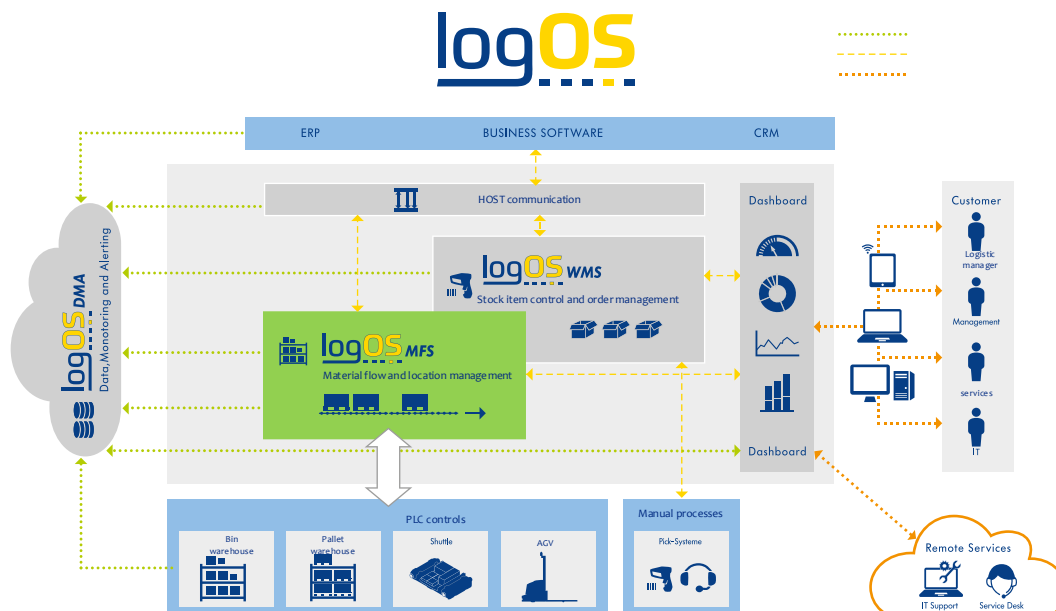 logOS
ERP BUSINESS SOFTWARE CRM
HOST communication
Dashboard
Customer
logOS WMS
Stock item control and order management
logOS MFS
Material flow and location management
logOS DMA
Data,Monotoring and Alerting
Logistic
manager
Management
services
IT
Dashboard
PLC controls
Bin
warehouse
Pallet
warehouse
Shuttle
AGV
Manual processes
Pick-Systeme
Remote Services
IT Support
Service Desk